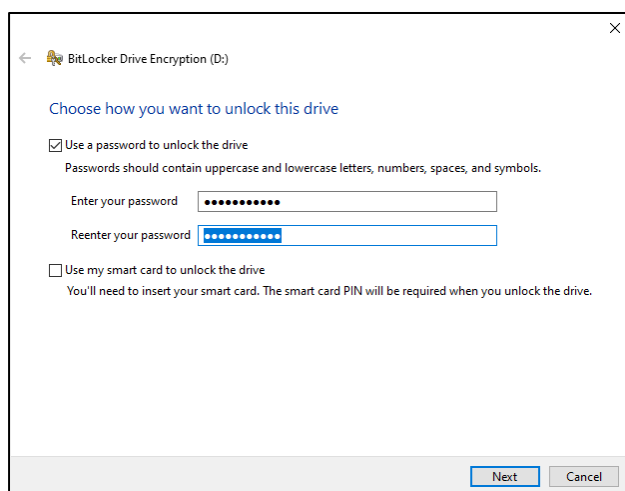 BitLocker Drive Encryption (D:)
Choose how you want to unlock this drive
Use a password to unlock the drive
Passwords should contain uppercase and lowercase letters, numbers, spaces, and symbols.
Enter your password ●●●●●●●●●●●
Reenter your password ●●●●●●●●●●●
Use my smart card to unlock the drive
You'll need to insert your smart card. The smart card PIN will be required when you unlock the drive.
Next Cancel